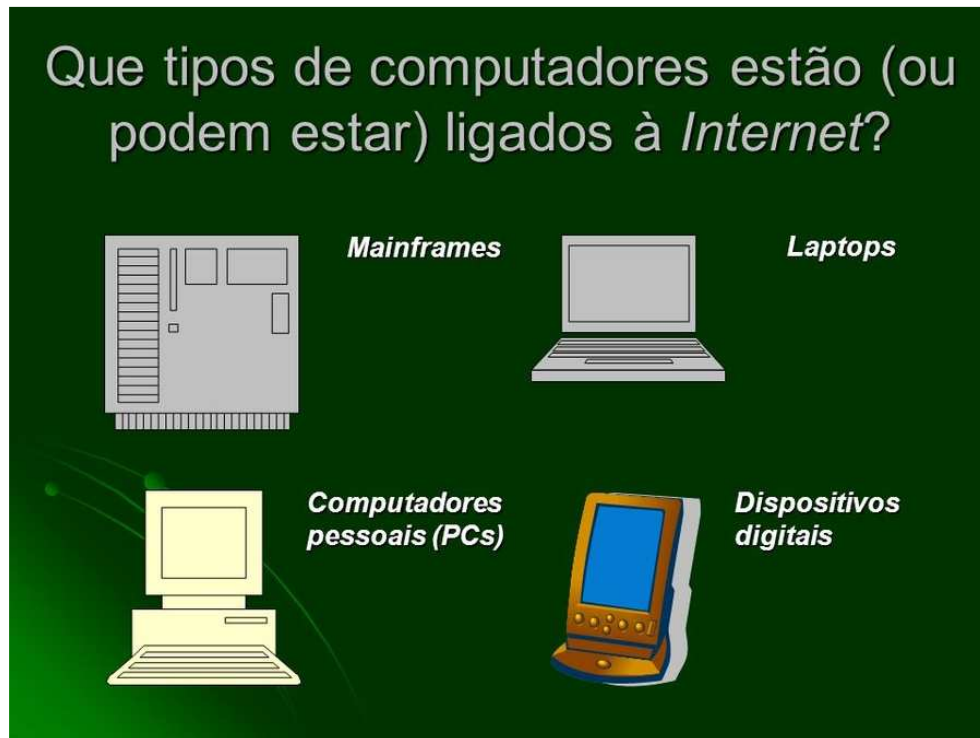 Que tipos de computadores estão (ou
podem estar) ligados à Internet?
Mainframes
Laptops
Computadores
pessoais (PCs)
Dispositivos
digitais